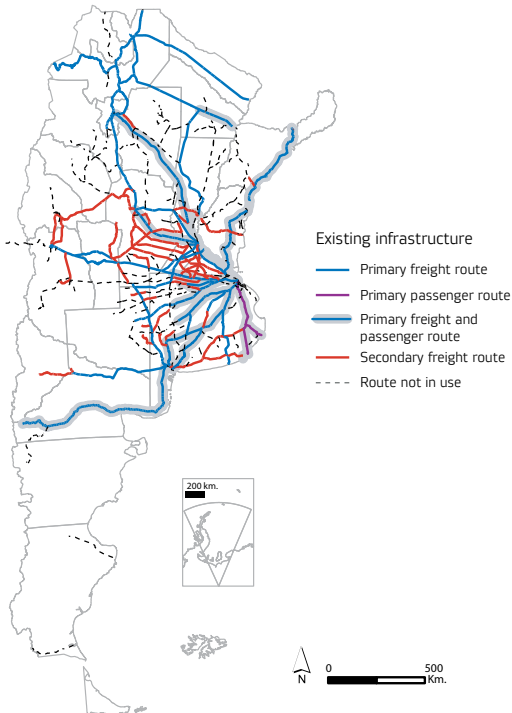 Existing infrastructure
Primary freight route
Primary passenger route
Primary freight and
passenger route
Secondary freight route
Route not in use
200 km.
N
0 500
Km.